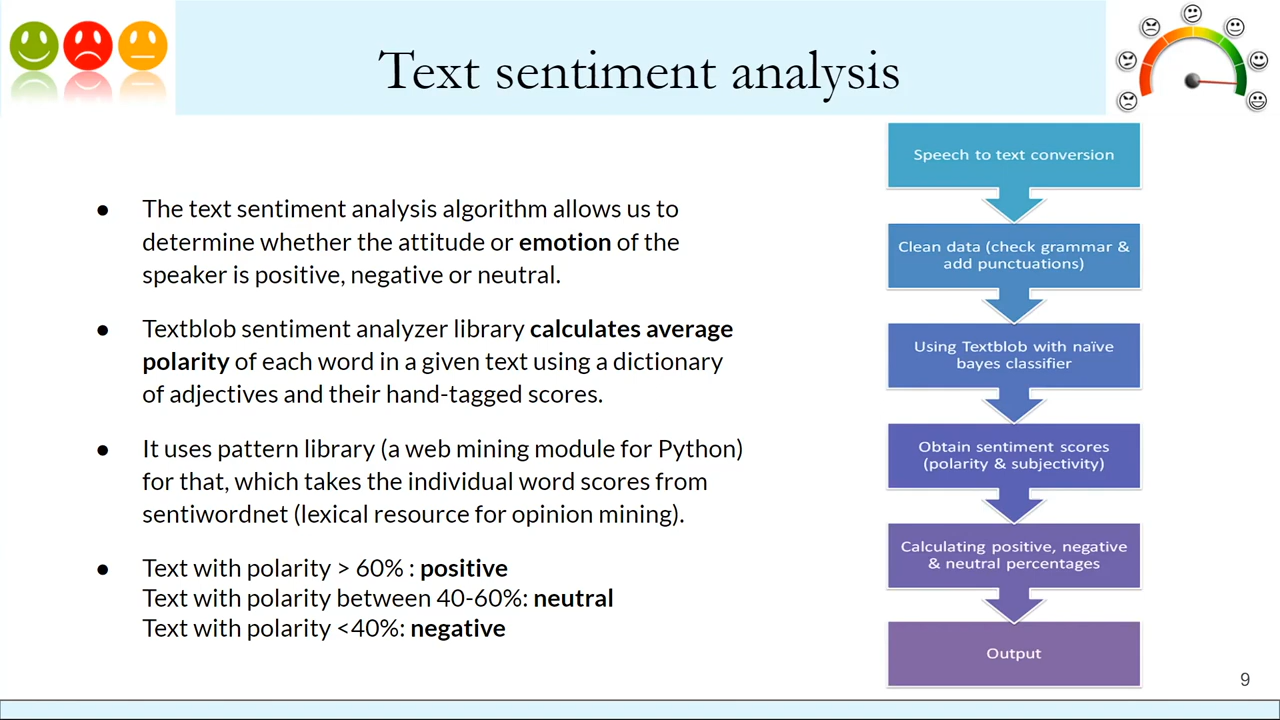 Text sentiment analysis
● The text sentiment analysis algorithm allows us to
determine whether the attitude or emotion of the
speaker is positive, negative or neutral.
● Textblob sentiment analyzer library calculates average
polarity of each word in a given text using a dictionary
of adjectives and their hand-tagged scores.
● It uses pattern library (a web mining module for Python)
for that, which takes the individual word scores from
sentiwordnet (lexical resource for opinion mining).
● Text with polarity > 60% : positive
Text with polarity between 40-60%: neutral
Text with polarity <40%: negative
Speech to text conversion
Clean data (check grammar &
add punctuations)
Using Textblob with naïve
bayes classifier
Obtain sentiment scores
(polarity & subjectivity)
Calculating positive, negative
& neutral percentages
Output
9